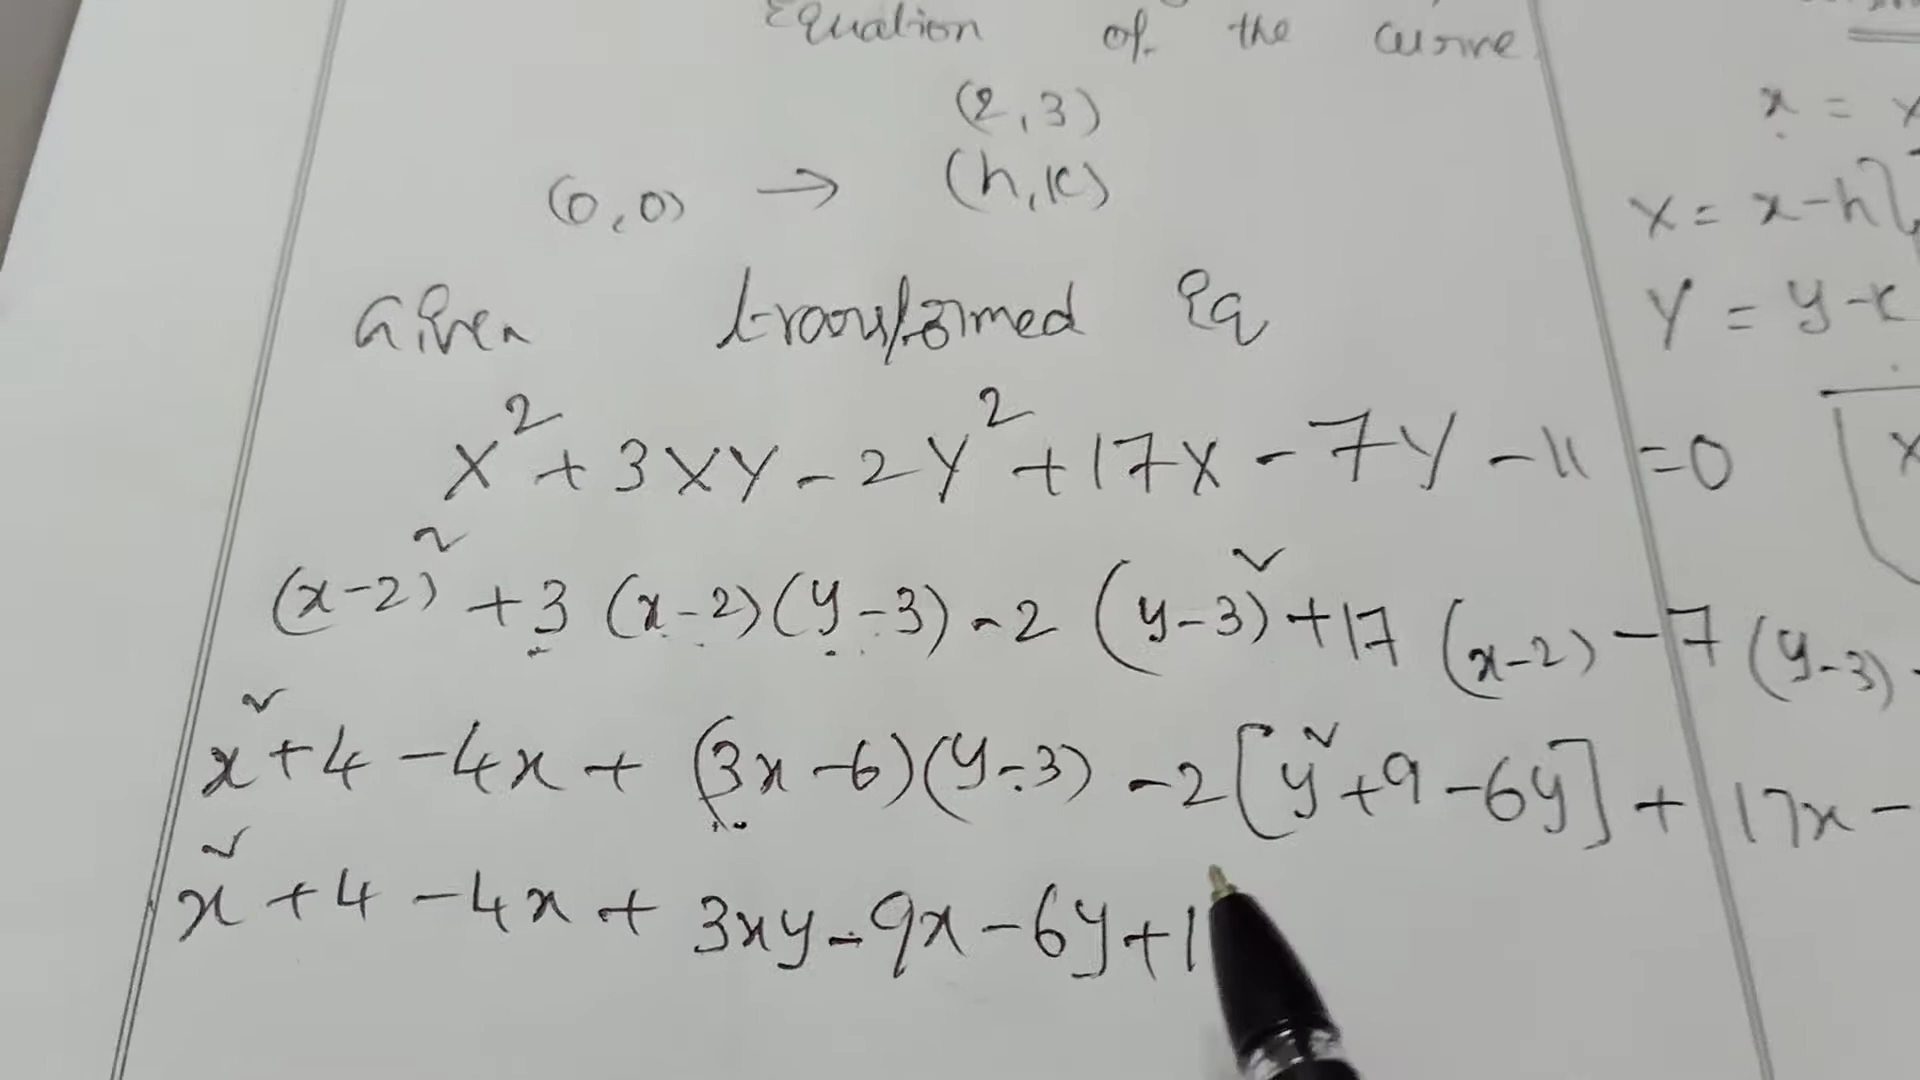 Equation of the curve
(2,3)
(0,0) → (h,k)
Given transformed Eq
X² + 3XY - 2Y² + 17X - 7Y - 11 = 0
(x-2)² + 3(x-2)(y-3) - 2(y-3)² + 17(x-2) - 7(y-3)
x² + 4 - 4x + (3x-6)(y-3) - 2[y² + 9 - 6y] + 17x -
x² + 4 - 4x + 3xy - 9x - 6y + 1
x =
X = x-h
Y = y-k
X